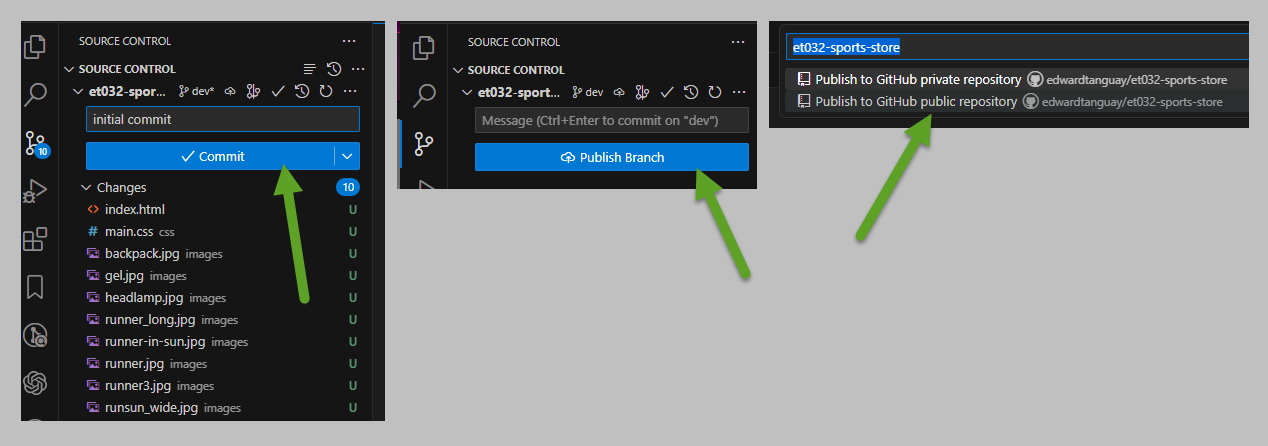 SOURCE CONTROL ...
SOURCE CONTROL ...
et032-spor... dev* ...
10
initial commit
Commit
Changes 10
index.html U
main.css css U
backpack.jpg images U
gel.jpg images U
headlamp.jpg images U
runner_long.jpg images U
runner-in-sun.jpg images U
runner.jpg images U
runner3.jpg images U
runsun_wide.jpg images U
SOURCE CONTROL ...
SOURCE CONTROL
et032-sport... dev ...
Message (Ctrl+Enter to commit on "dev")
Publish Branch
et032-sports-store
Publish to GitHub private repository edwardtanguay/et032-sports-store
Publish to GitHub public repository edwardtanguay/et032-sports-store